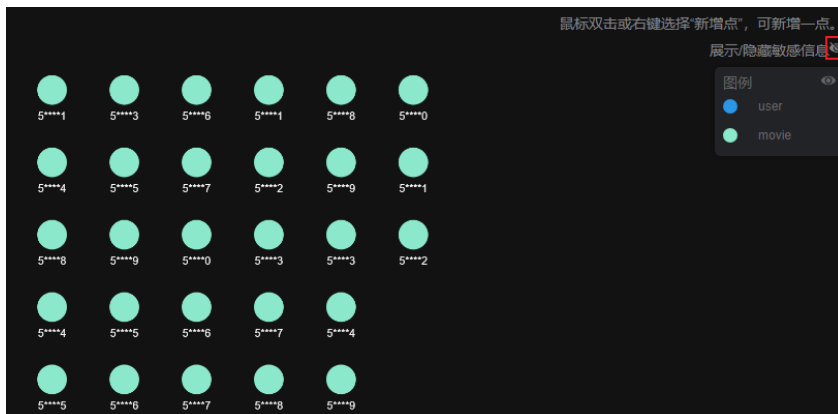 鼠标双击或右键选择“新增点”，可新增一点。
展示/隐藏敏感信息
图例
user
movie
5****1 5****3 5****6 5****1 5****8 5****0
5****4 5****5 5****7 5****2 5****9 5****1
5****8 5****9 5****0 5****3 5****3 5****2
5****4 5****5 5****6 5****7 5****4
5****5 5****6 5****7 5****8 5****9